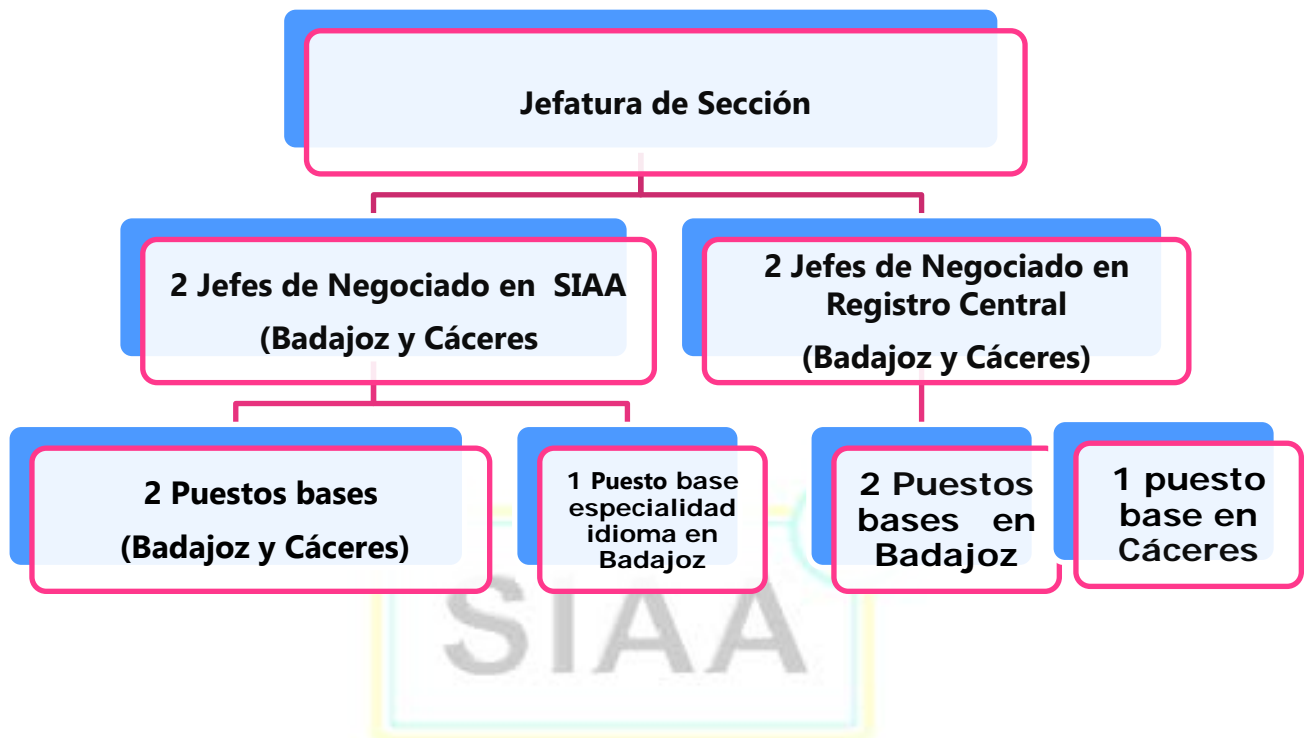 Jefatura de Sección
2 Jefes de Negociado en SIAA
(Badajoz y Cáceres
2 Jefes de Negociado en
Registro Central
(Badajoz y Cáceres)
2 Puestos bases
(Badajoz y Cáceres)
1 Puesto base
especialidad
idioma en
Badajoz
2 Puestos
bases en
Badajoz
1 puesto
base en
Cáceres
SIAA